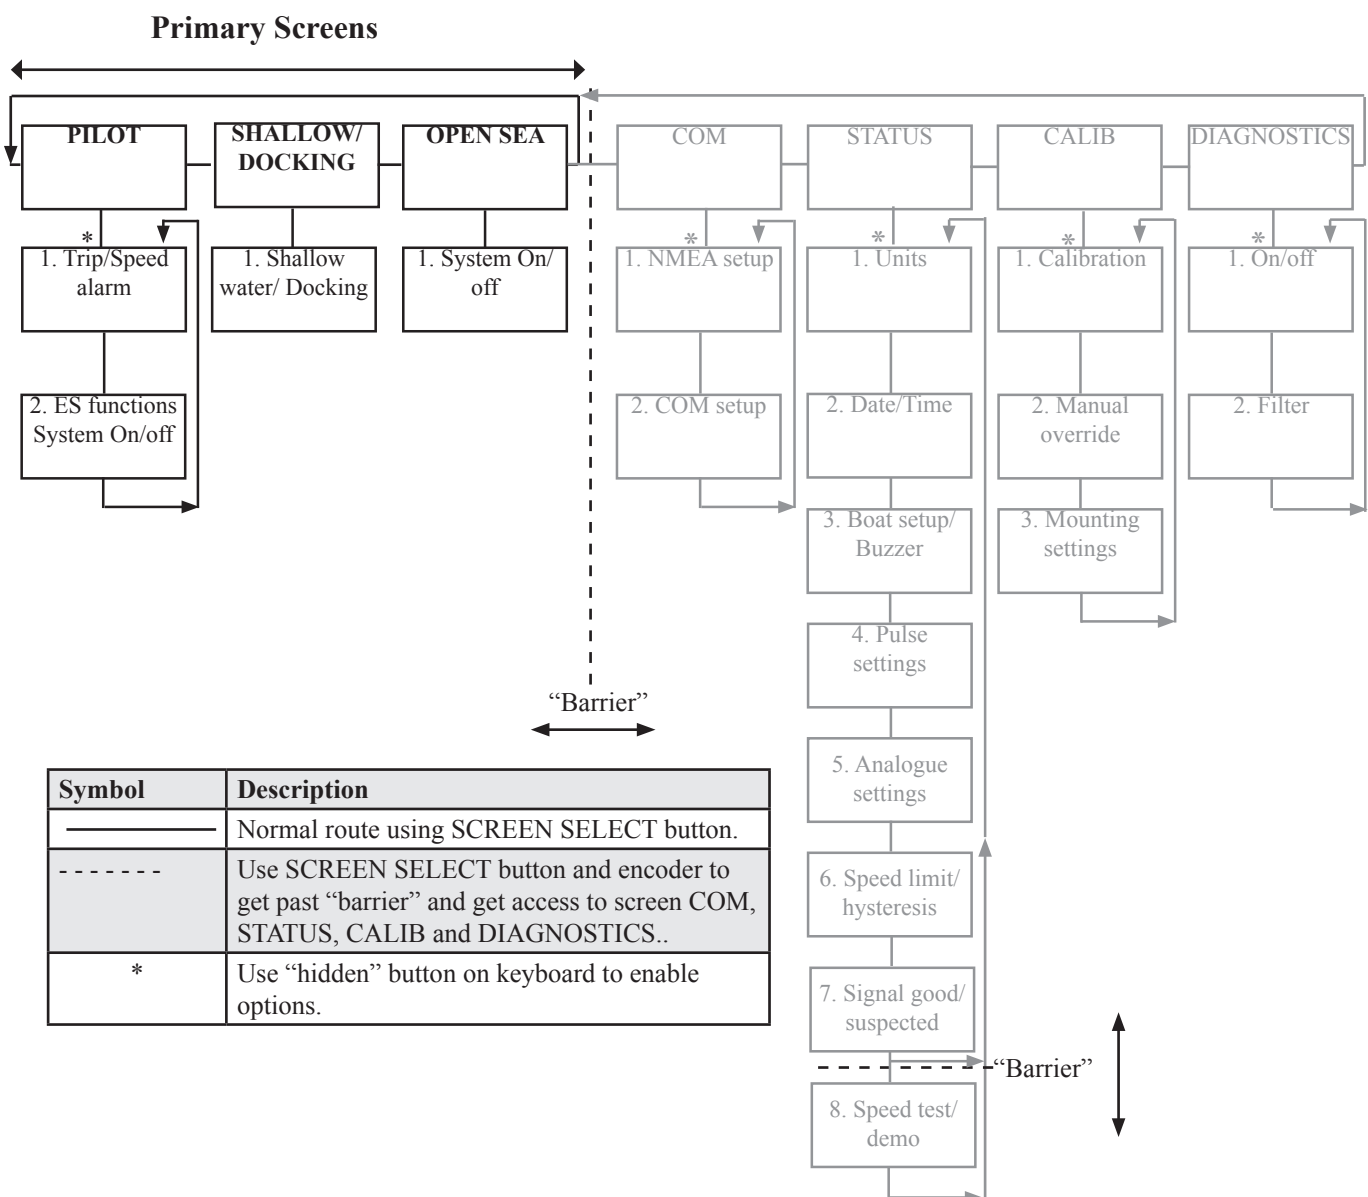 Primary Screens
PILOT
SHALLOW/
DOCKING
OPEN SEA
COM
STATUS
CALIB
DIAGNOSTICS
*
1. Trip/Speed
alarm
1. Shallow
water/ Docking
1. System On/
off
*
1. NMEA setup
*
1. Units
*
1. Calibration
*
1. On/off
2. ES functions
System On/off
2. COM setup
2. Date/Time
2. Manual
override
2. Filter
3. Boat setup/
Buzzer
3. Mounting
settings
4. Pulse
settings
“Barrier”
5. Analogue
settings
6. Speed limit/
hysteresis
7. Signal good/
suspected
“Barrier”
8. Speed test/
demo
Symbol
Description
Normal route using SCREEN SELECT button.
- - - - - - -
Use SCREEN SELECT button and encoder to
get past “barrier” and get access to screen COM,
STATUS, CALIB and DIAGNOSTICS..
*
Use “hidden” button on keyboard to enable
options.